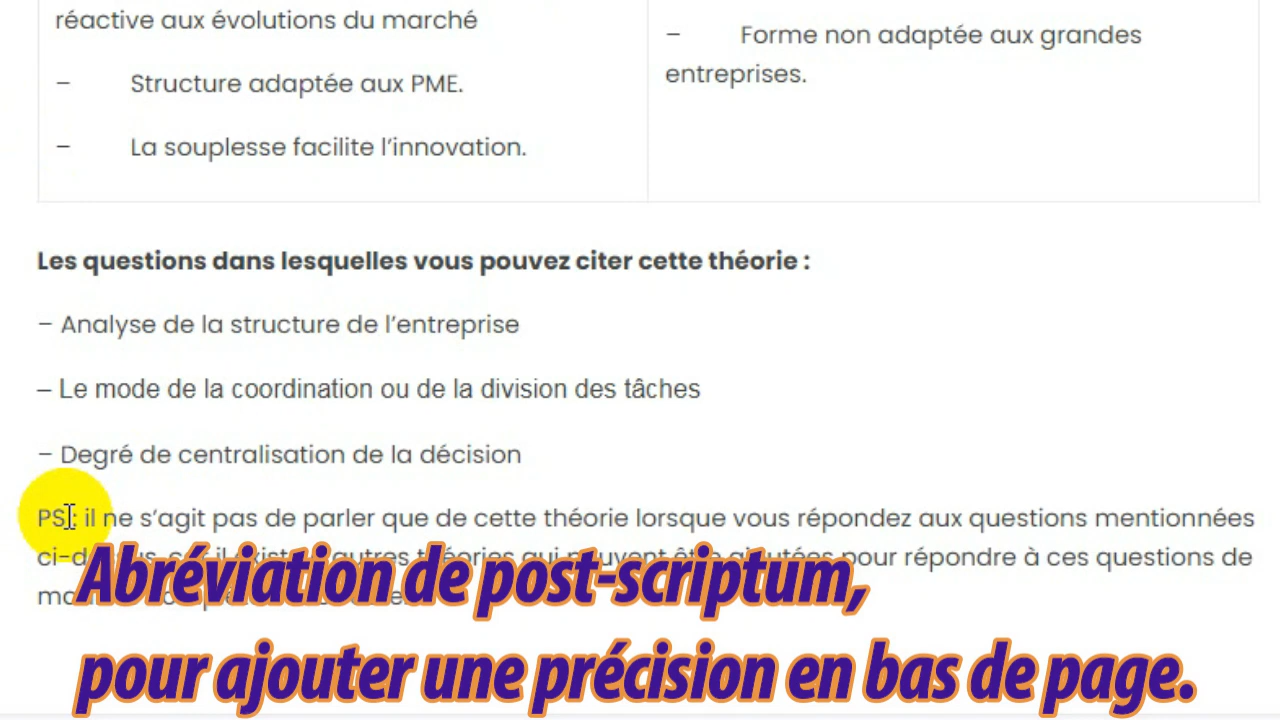 réactive aux évolutions du marché
– Structure adaptée aux PME.
– La souplesse facilite l’innovation.
– Forme non adaptée aux grandes
entreprises.
Les questions dans lesquelles vous pouvez citer cette théorie :
– Analyse de la structure de l’entreprise
– Le mode de la coordination ou de la division des tâches
– Degré de centralisation de la décision
PS : il ne s’agit pas de parler que de cette théorie lorsque vous répondez aux questions mentionnées
pour répondre à ces questions de
Abréviation de post-scriptum,
pour ajouter une précision en bas de page.